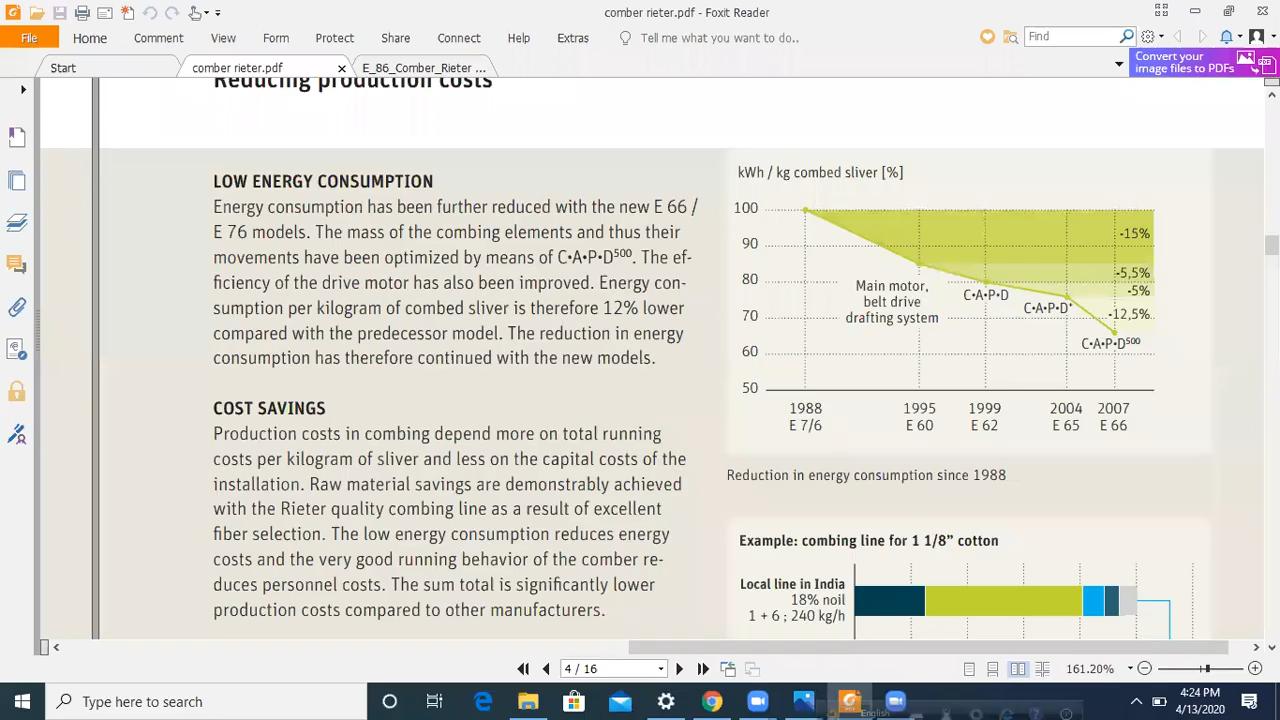 comber rieter.pdf - Foxit Reader
File Home Comment View Form Protect Share Connect Help Extras Tell me what you want to do.. Find
Start comber rieter.pdf E_86_Comber_Rieter ...
Convert your
image files to PDFs
PDF
Reducing production costs
LOW ENERGY CONSUMPTION
Energy consumption has been further reduced with the new E 66 /
E 76 models. The mass of the combing elements and thus their
movements have been optimized by means of C•A•P•D⁵⁰⁰. The ef-
ficiency of the drive motor has also been improved. Energy con-
sumption per kilogram of combed sliver is therefore 12% lower
compared with the predecessor model. The reduction in energy
consumption has therefore continued with the new models.
COST SAVINGS
Production costs in combing depend more on total running
costs per kilogram of sliver and less on the capital costs of the
installation. Raw material savings are demonstrably achieved
with the Rieter quality combing line as a result of excellent
fiber selection. The low energy consumption reduces energy
costs and the very good running behavior of the comber re-
duces personnel costs. The sum total is significantly lower
production costs compared to other manufacturers.
kWh / kg combed sliver [%]
100
90
80
70
60
50
-15%
-5,5%
-5%
-12,5%
Main motor,
belt drive
drafting system
C•A•P•D
C•A•P•D⁺
C•A•P•D⁵⁰⁰
1988 1995 1999 2004 2007
E 7/6 E 60 E 62 E 65 E 66
Reduction in energy consumption since 1988
Example: combing line for 1 1/8” cotton
Local line in India
18% noil
1 + 6 ; 240 kg/h
4 / 16
161.20%
Type here to search
English
4:24 PM
4/13/2020